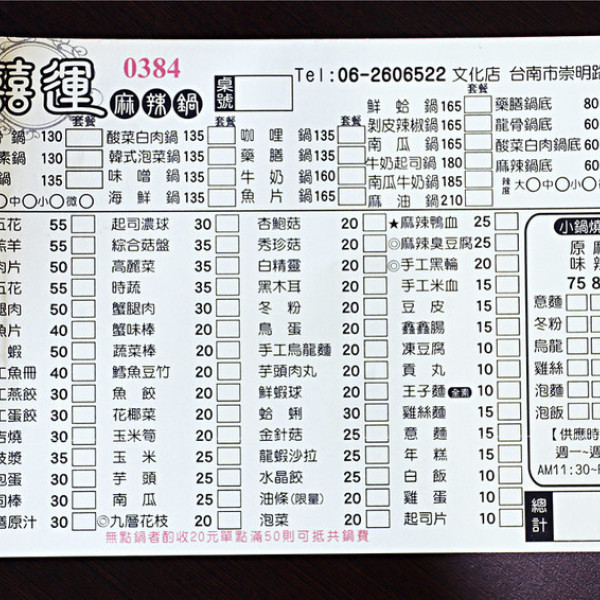 禧運 麻辣鍋
0384
桌號
Tel:06-2606522 文化店 台南市崇明路
套餐 套餐 套餐 套餐
鍋 130 酸菜白肉鍋 135 咖哩鍋 135 鮮蛤鍋 165 藥膳鍋底 80
素鍋 130 韓式泡菜鍋 135 藥膳鍋 135 剝皮辣椒鍋 165 龍骨鍋底 60
鍋 135 味噌鍋 135 牛奶鍋 160 南瓜鍋 165 酸菜白肉鍋底 60
海鮮鍋 135 魚片鍋 165 牛奶起司鍋 180 麻辣鍋底 60
南瓜牛奶鍋 185
麻油鍋 210
中 小 微
辣度 大 中 小
五花 55 起司濃球 30 杏鮑菇 20 ★麻辣鴨血 25
羔羊 55 綜合菇盤 35 秀珍菇 20 ◎麻辣臭豆腐 25
肉片 50 高麗菜 35 白精靈 20 ◎手工黑輪 20
五花 55 時蔬 35 黑木耳 20 手工米血 15
腿肉 50 蟹腿肉 30 冬粉 20 豆皮 15
魚片 40 蟹味棒 20 鳥蛋 20 鑫鑫腸 15
蝦 50 蔬菜棒 20 手工烏龍麵 20 凍豆腐 10
工魚冊 40 鱈魚豆竹 20 芋頭肉丸 20 貢丸 10
工燕餃 30 魚餃 20 鮮蝦球 20 王子麵 全素 10
工蛋餃 30 花椰菜 20 蛤蜊 30 雞絲麵 15
燒 30 玉米筍 20 金針菇 25 意麵 15
30 玉米 25 龍蝦沙拉 25 年糕 15
包蛋 30 芋頭 25 水晶餃 25 白飯 10
司棒 30 南瓜 25 油條(限量) 20 雞蛋 10
原汁 30 ◎九層花枝 20 泡菜 20 起司片 10
無點鍋者酌收20元單點滿50則可抵共鍋費
小鍋燒
原味 麻辣
75 8
意麵
冬粉
烏龍
雞絲
泡麵
泡飯
【供應時
週一~週
AM11:30~
總計